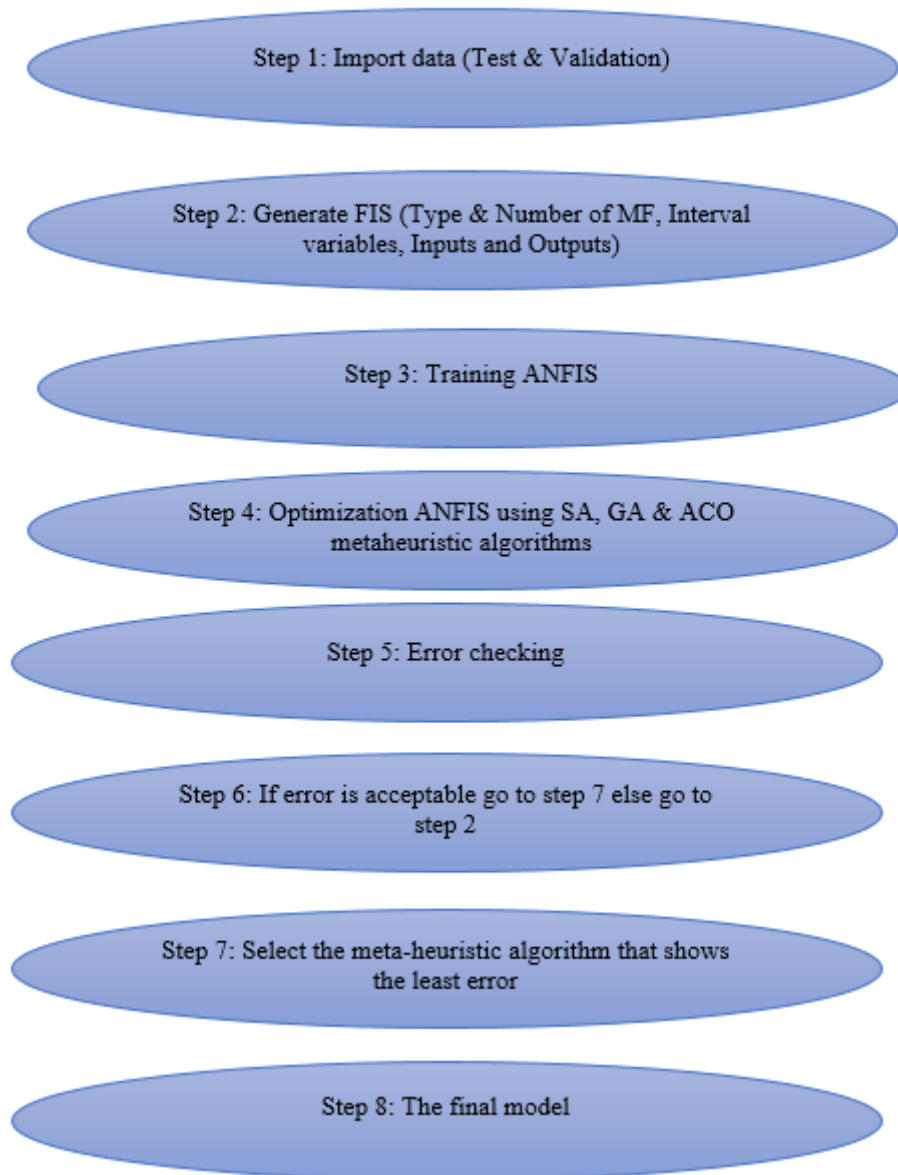 Step 1: Import data (Test & Validation)
Step 2: Generate FIS (Type & Number of MF, Interval
variables, Inputs and Outputs)
Step 3: Training ANFIS
Step 4: Optimization ANFIS using SA, GA & ACO
metaheuristic algorithms
Step 5: Error checking
Step 6: If error is acceptable go to step 7 else go to
step 2
Step 7: Select the meta-heuristic algorithm that shows
the least error
Step 8: The final model